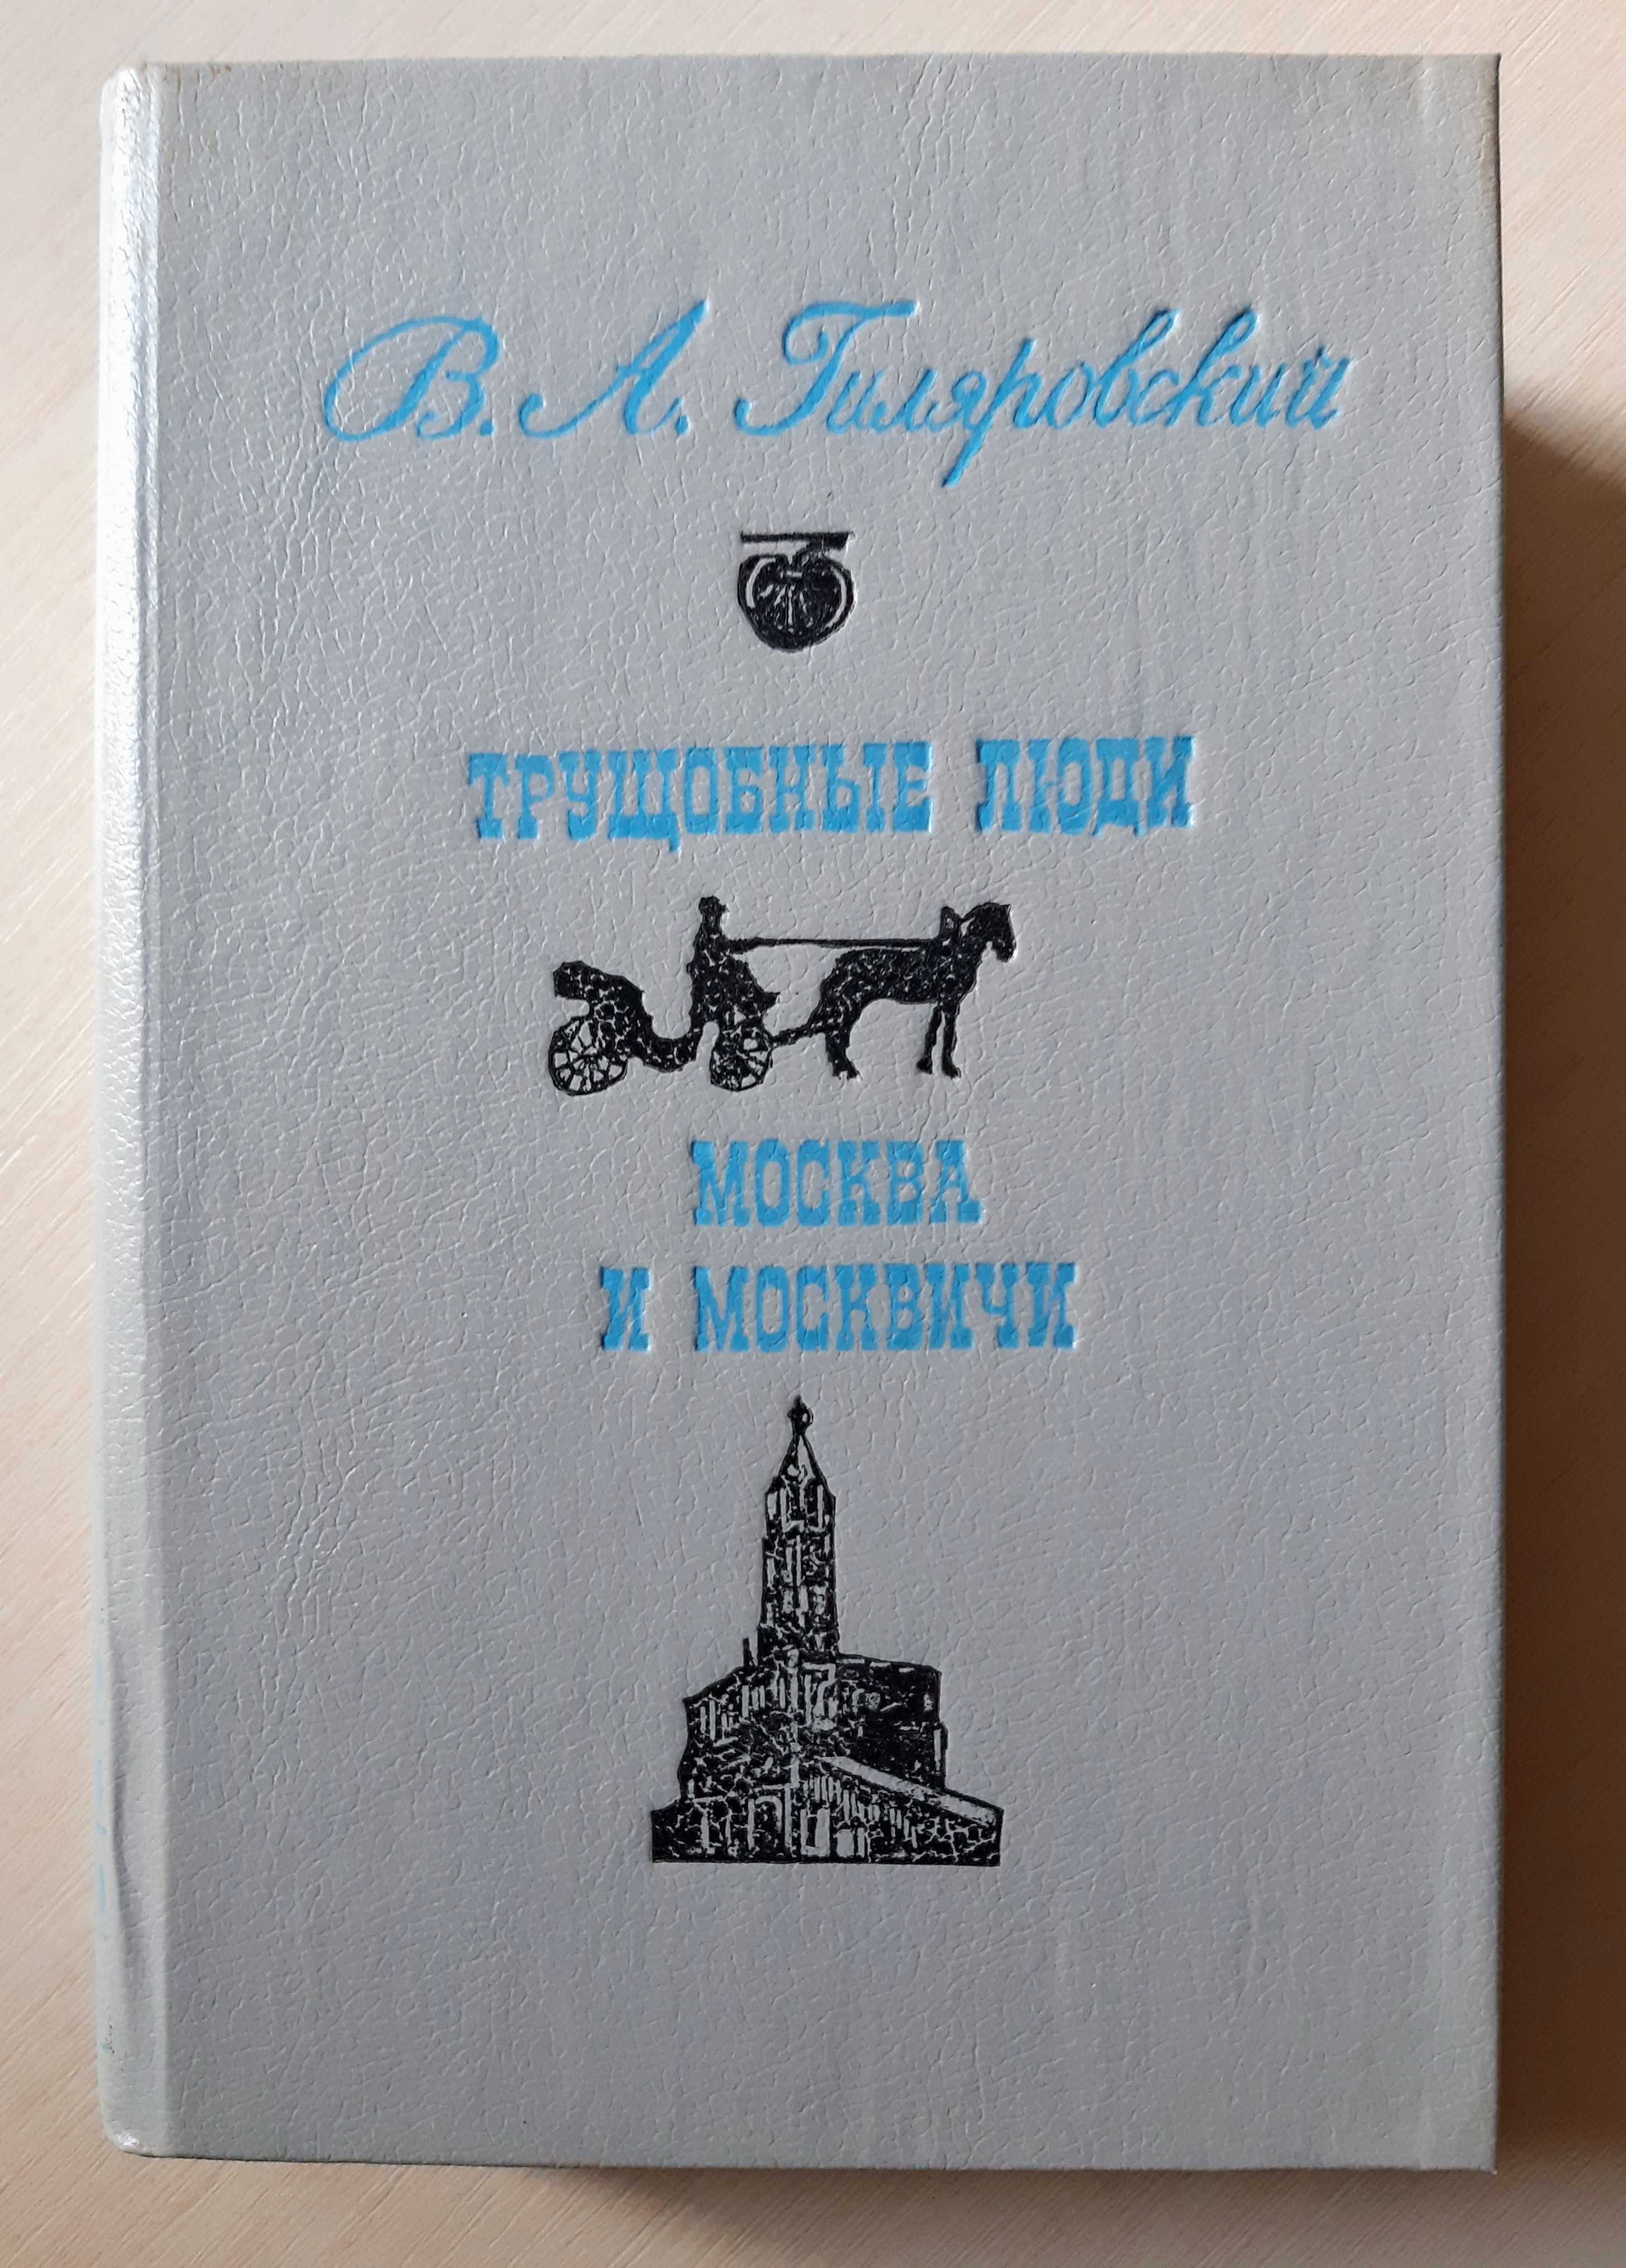 В. А. Гиляровский
ТРУЩОБНЫЕ ЛЮДИ
МОСКВА
И МОСКВИЧИ